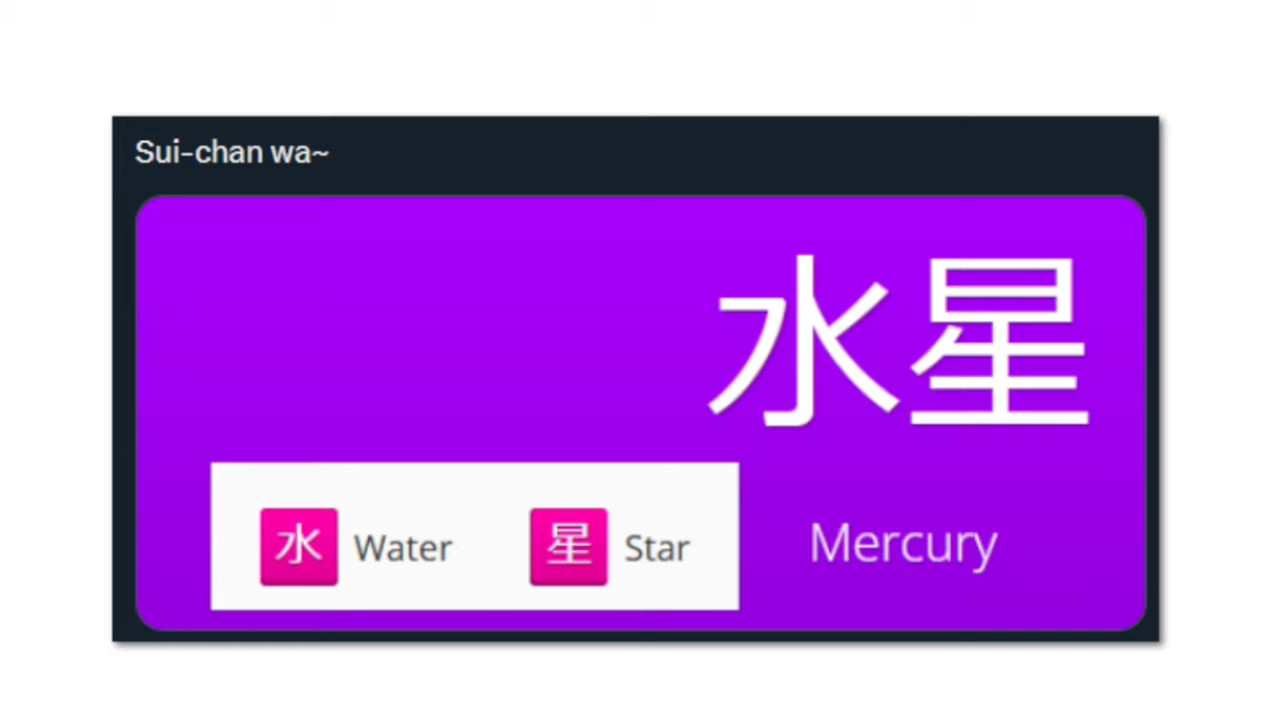 Sui-chan wa~
水星
水 Water 星 Star
Mercury